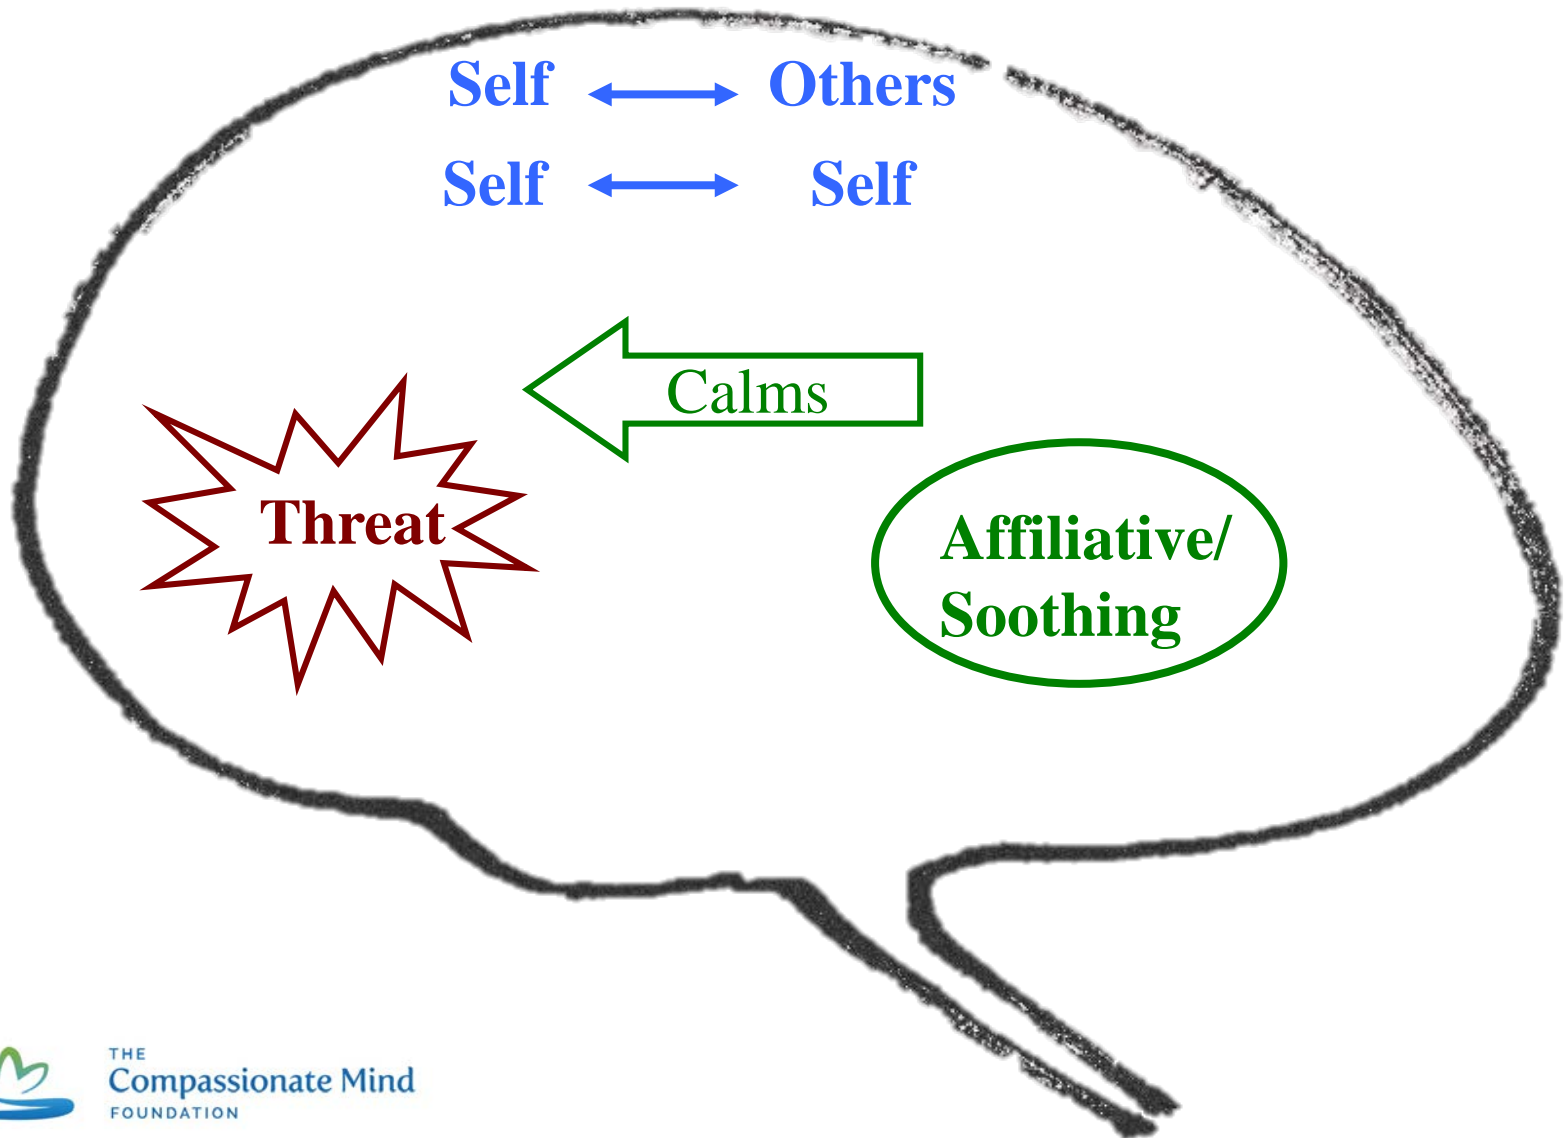 Self Others
Self Self
Calms
Threat
Affiliative/
Soothing
THE
Compassionate Mind
FOUNDATION